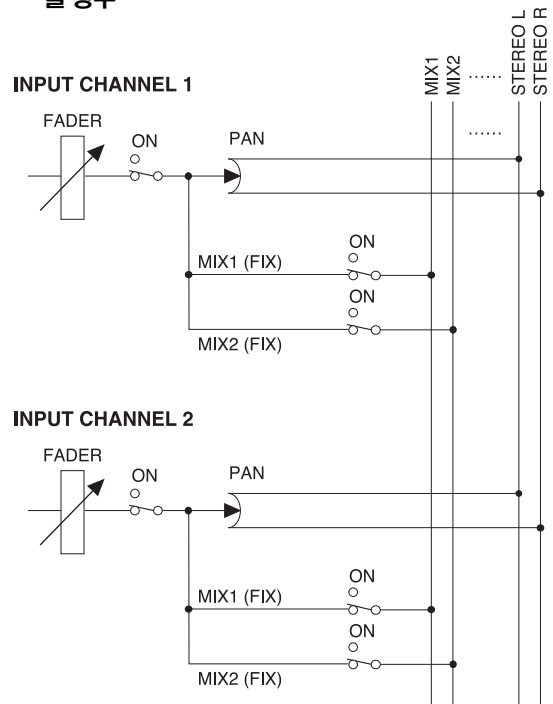 MIX1
MIX2
......
STEREO L
STEREO R
INPUT CHANNEL 1
FADER
ON
PAN
......
ON
MIX1 (FIX)
ON
MIX2 (FIX)
INPUT CHANNEL 2
FADER
ON
PAN
ON
MIX1 (FIX)
ON
MIX2 (FIX)